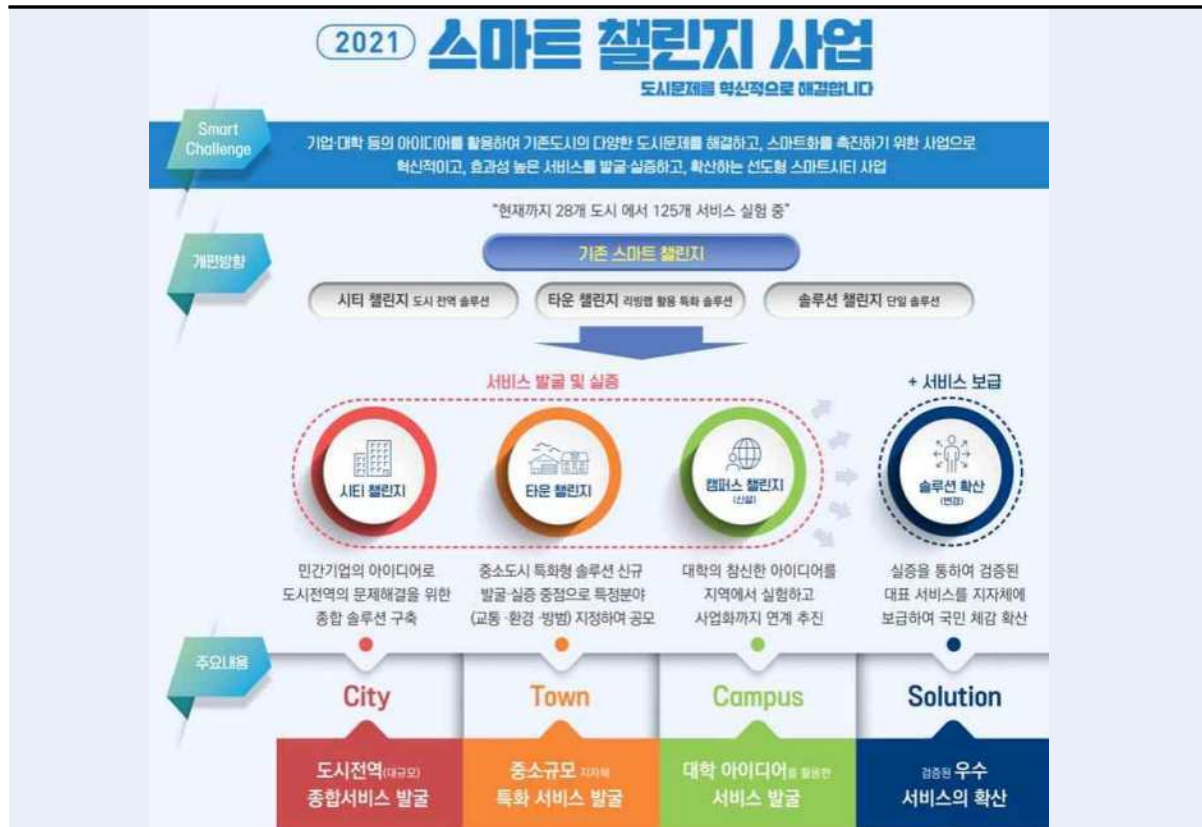 2021 스마트 챌린지 사업
도시문제를 혁신적으로 해결합니다
Smart
Challenge
기업·대학 등의 아이디어를 활용하여 기존도시의 다양한 도시문제를 해결하고, 스마트화를 촉진하기 위한 사업으로
혁신적이고, 효과성 높은 서비스를 발굴·실증하고, 확산하는 선도형 스마트시티 사업
"현재까지 28개 도시 에서 125개 서비스 실험 중"
개편방향
기존 스마트 챌린지
시티 챌린지 도시 전역 솔루션
타운 챌린지 리빙랩 활용 특화 솔루션
솔루션 챌린지 단일 솔루션
서비스 발굴 및 실증
+ 서비스 보급
시티 챌린지
타운 챌린지
캠퍼스 챌린지
(신설)
솔루션 확산
(변경)
민간기업의 아이디어로
도시전역의 문제해결을 위한
종합 솔루션 구축
중소도시 특화형 솔루션 신규
발굴·실증 중점으로 특정분야
(교통·환경·방범) 지정하여 공모
대학의 참신한 아이디어를
지역에서 실험하고
사업화까지 연계 추진
실증을 통하여 검증된
대표 서비스를 지자체에
보급하여 국민 체감 확산
주요내용
City
Town
Campus
Solution
도시전역(대규모)
종합서비스 발굴
중소규모 지자체
특화 서비스 발굴
대학 아이디어를 활용한
서비스 발굴
검증된 우수
서비스의 확산